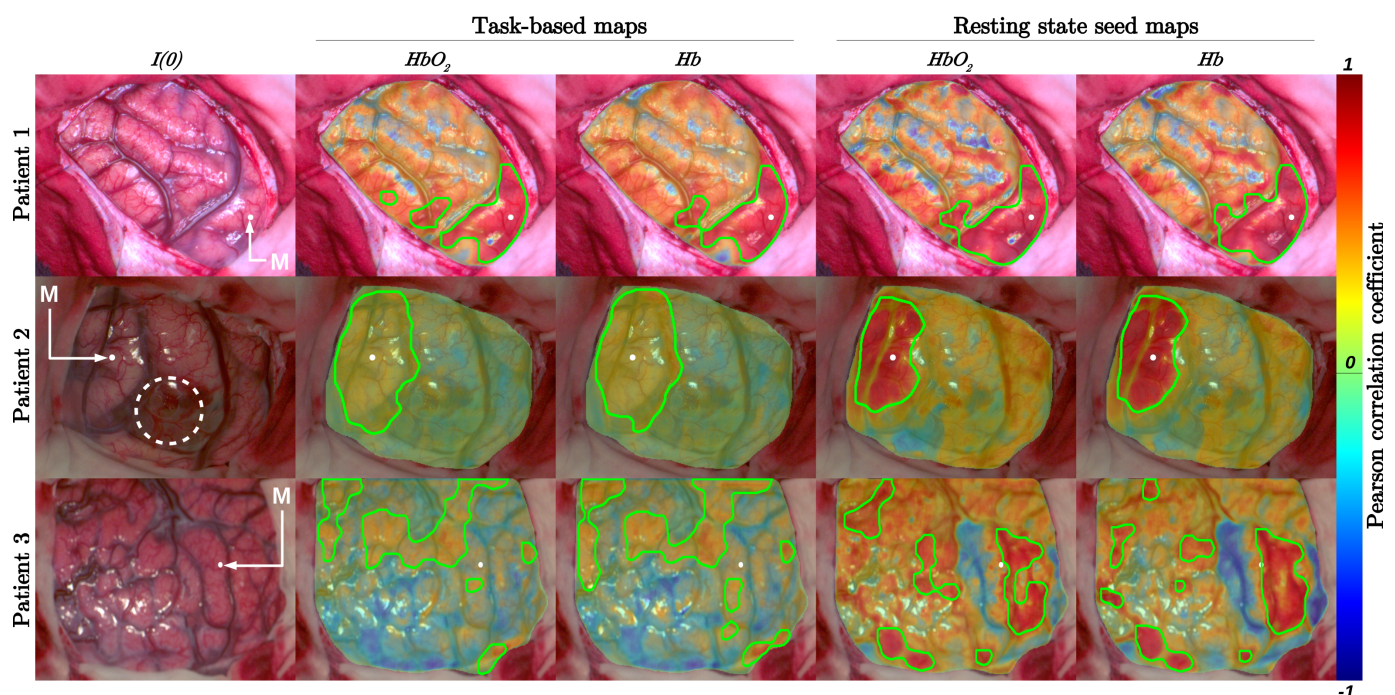 Task-based maps
Resting state seed maps
I(0)
HbO2
Hb
HbO2
Hb
1
Patient 1
M
M
Patient 2
0
M
Patient 3
Pearson correlation coefficient
-1